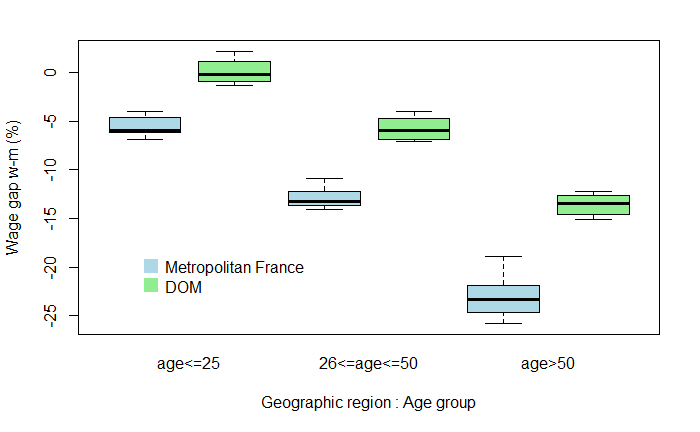 Wage gap w-m (%)
0
-5
-10
-15
-20
-25
Metropolitan France
DOM
age<=25
26<=age<=50
age>50
Geographic region : Age group